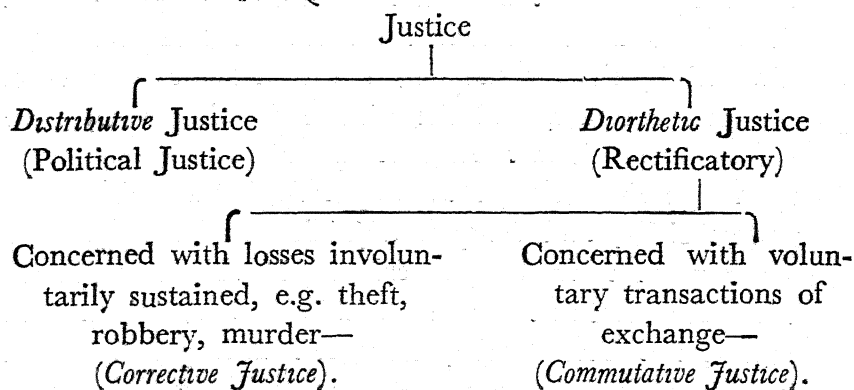 Justice
Distributive Justice
(Political Justice)
Diorthetic Justice
(Rectificatory)
Concerned with losses involun-
tarily sustained, e.g. theft,
robbery, murder—
(Corrective Justice).
Concerned with volun-
tary transactions of
exchange—
(Commutative Justice).